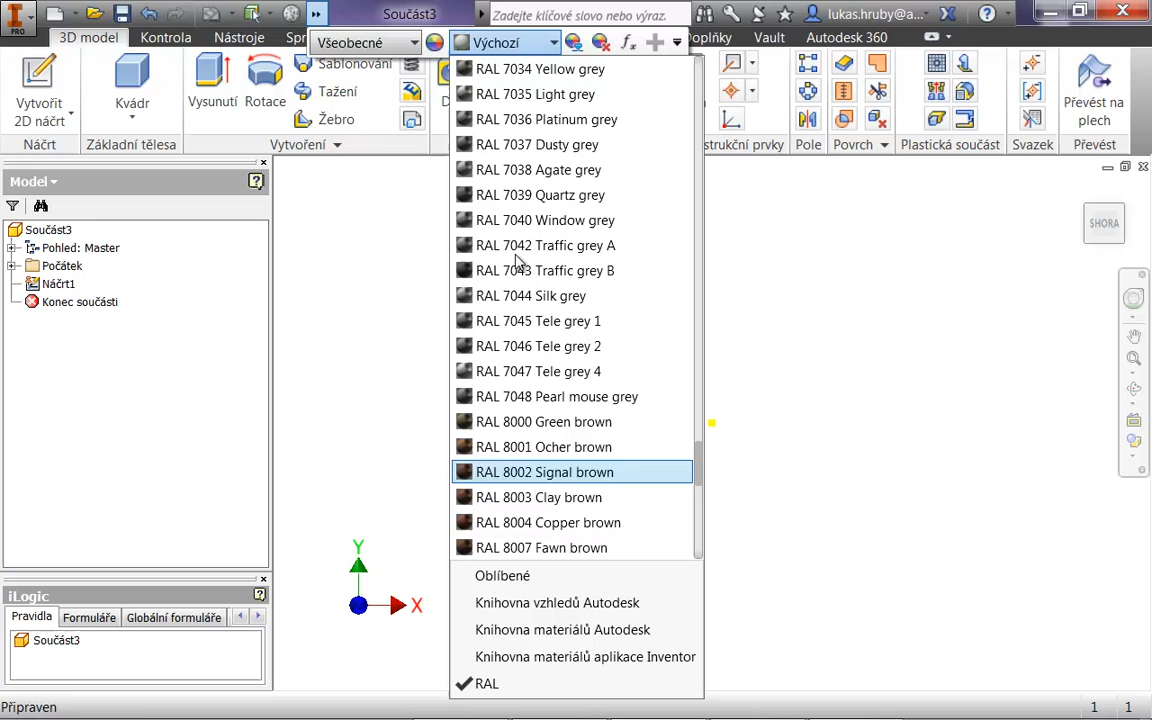 Součást3
Zadejte klíčové slovo nebo výraz.
lukas.hruby@a...
PRO
3D model
Kontrola
Nástroje
Doplňky
Vault
Autodesk 360
Všeobecné
Výchozí
Vytořit
2D náčrt
Kvádr
Vysunutí
Rotace
Šablonování
Tažení
Žebro
Převést na
plech
Náčrt
Základní tělesa
Vytvoření
Pole
Povrch
Plastická součást
Svazek
Převést
Model
Součást3
Pohled: Master
Počátek
Náčrt1
Konec součásti
RAL 7034 Yellow grey
RAL 7035 Light grey
RAL 7036 Platinum grey
RAL 7037 Dusty grey
RAL 7038 Agate grey
RAL 7039 Quartz grey
RAL 7040 Window grey
RAL 7042 Traffic grey A
RAL 7043 Traffic grey B
RAL 7044 Silk grey
RAL 7045 Tele grey 1
RAL 7046 Tele grey 2
RAL 7047 Tele grey 4
RAL 7048 Pearl mouse grey
RAL 8000 Green brown
RAL 8001 Ocher brown
RAL 8002 Signal brown
RAL 8003 Clay brown
RAL 8004 Copper brown
RAL 8007 Fawn brown
Oblíbené
Knihovna vzhledů Autodesk
Knihovna materiálů Autodesk
Knihovna materiálů aplikace Inventor
RAL
Y
X
iLogic
Pravidla
Formuláře
Globální formuláře
Součást3
Připraven
1
1